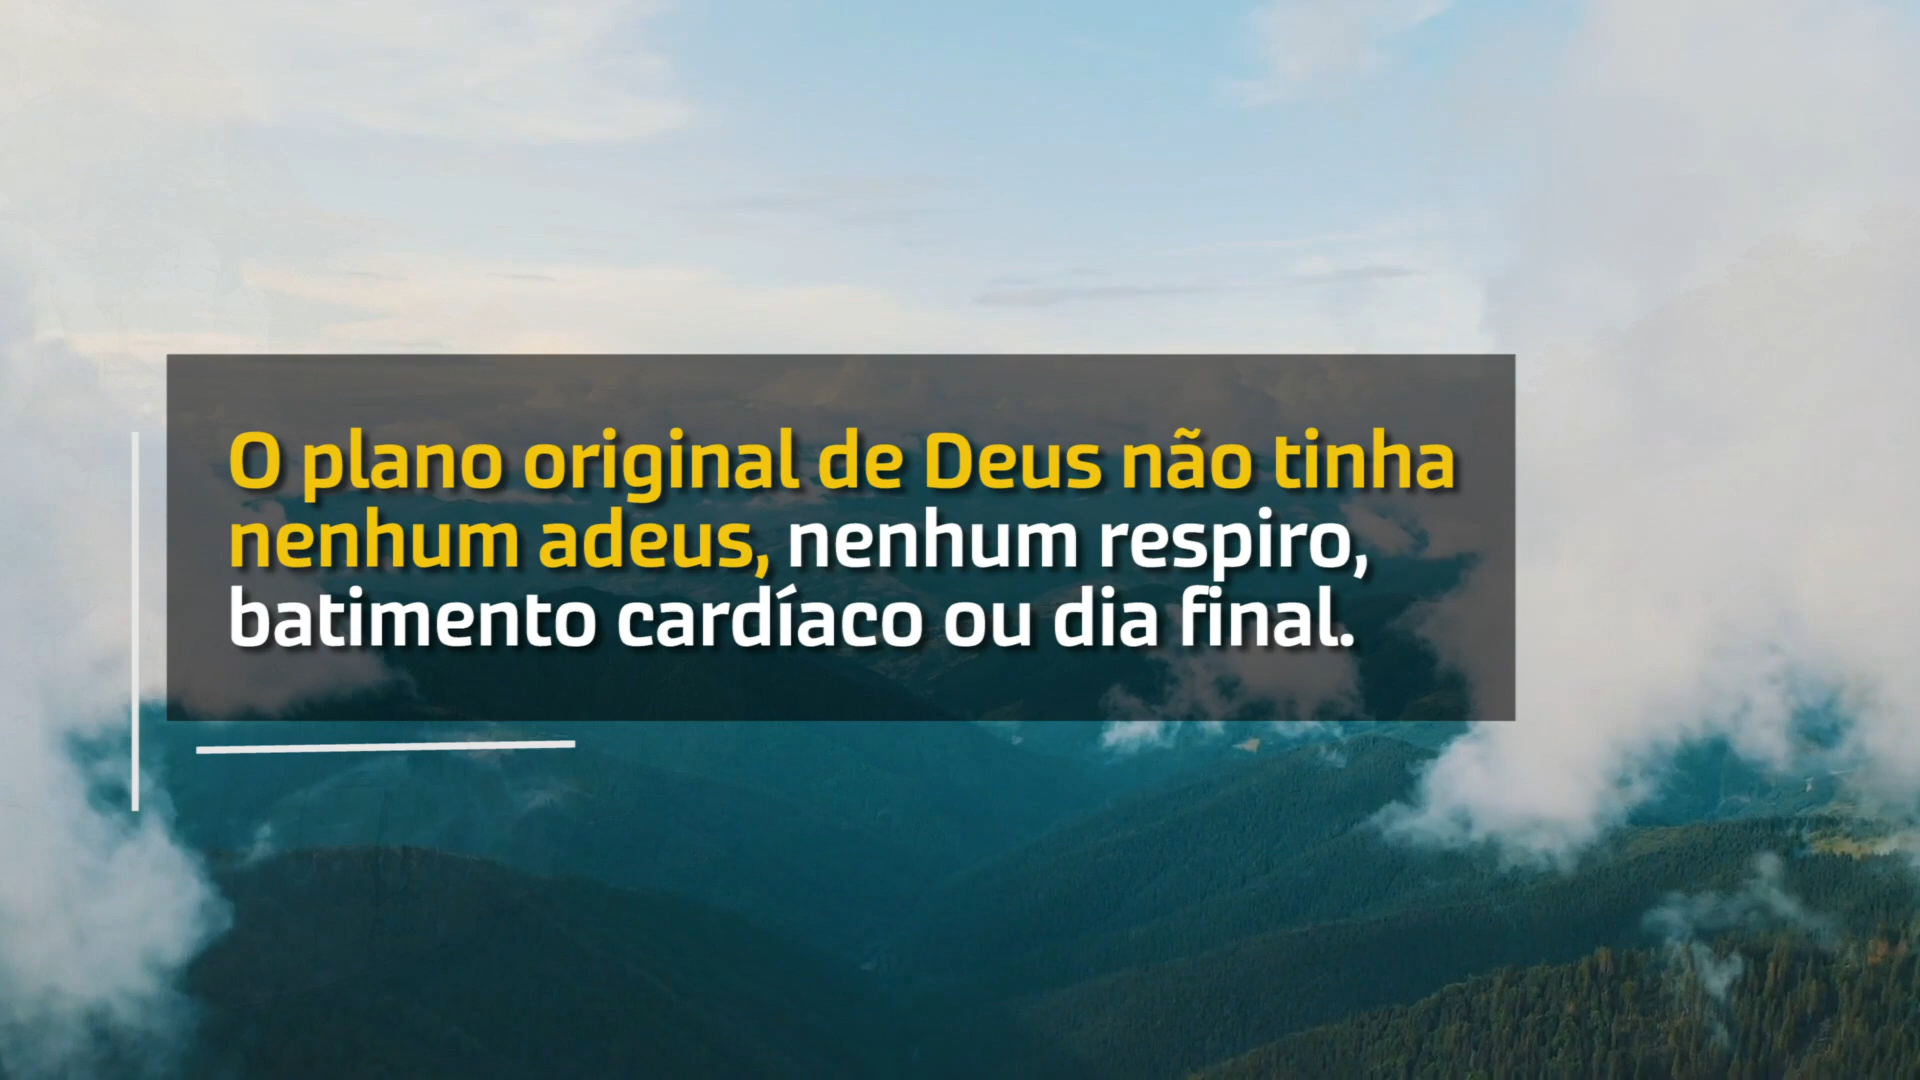 O plano original de Deus não tinha
nenhum adeus, nenhum respiro,
batimento cardíaco ou dia final.